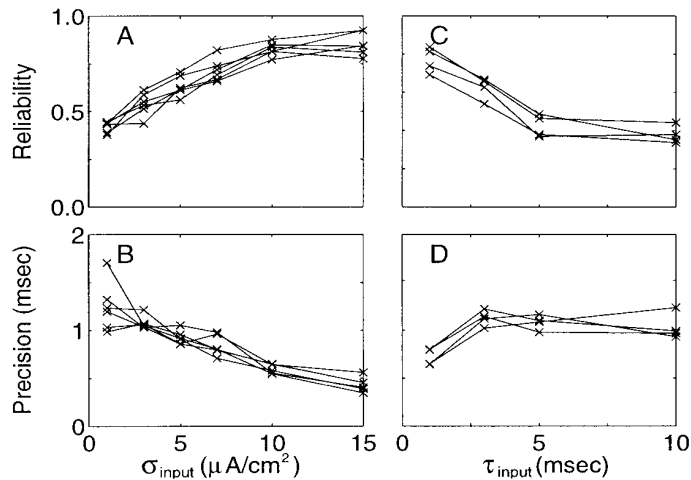 A
C
Reliability
1.0
0.5
0.0
B
D
Precision (msec)
2
1
0
0 5 10 15
0 5 10
σinput (μA/cm²)
τinput (msec)